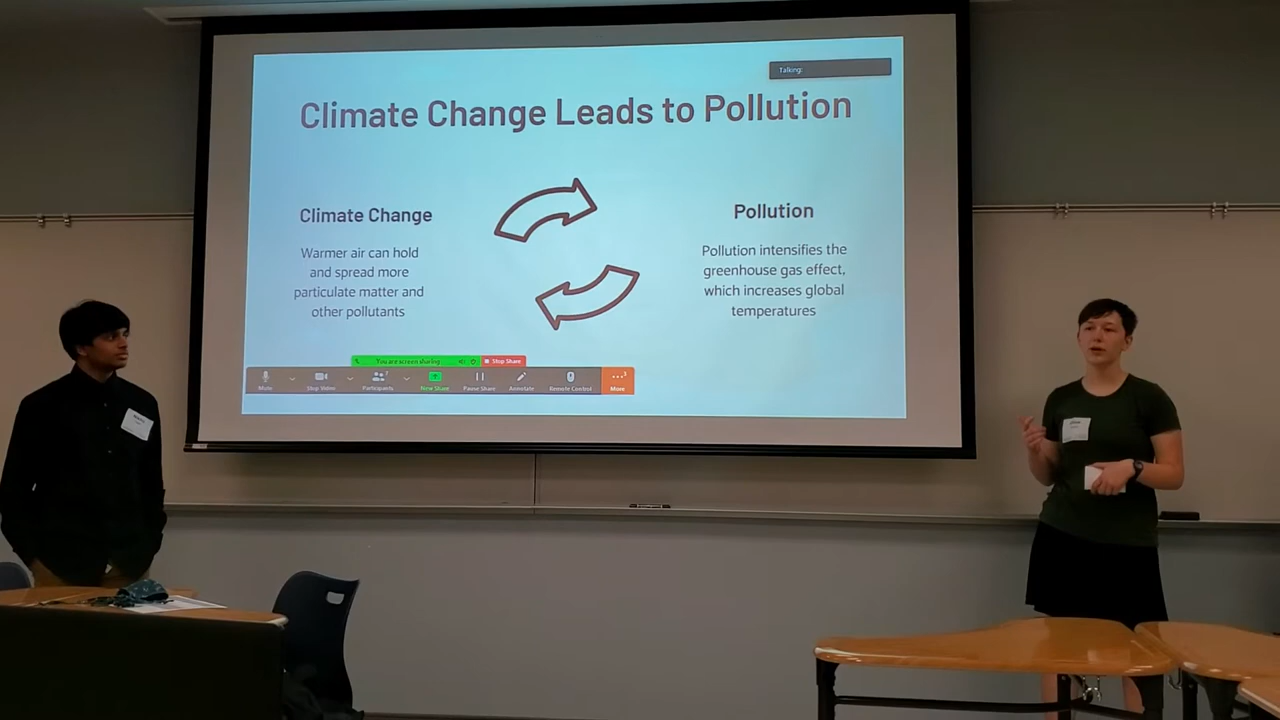 Talking:
Climate Change Leads to Pollution
Climate Change
Warmer air can hold
and spread more
particulate matter and
other pollutants
Pollution
Pollution intensifies the
greenhouse gas effect,
which increases global
temperatures
You are screen sharing
Stop Share
Mute
Stop Video
Participants
New Share
Pause Share
Annotate
Remote Control
More